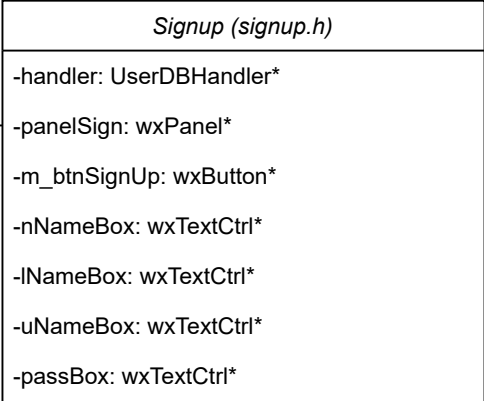 Signup (signup.h)
-handler: UserDBHandler*
-panelSign: wxPanel*
-m_btnSignUp: wxButton*
-nNameBox: wxTextCtrl*
-lNameBox: wxTextCtrl*
-uNameBox: wxTextCtrl*
-passBox: wxTextCtrl*